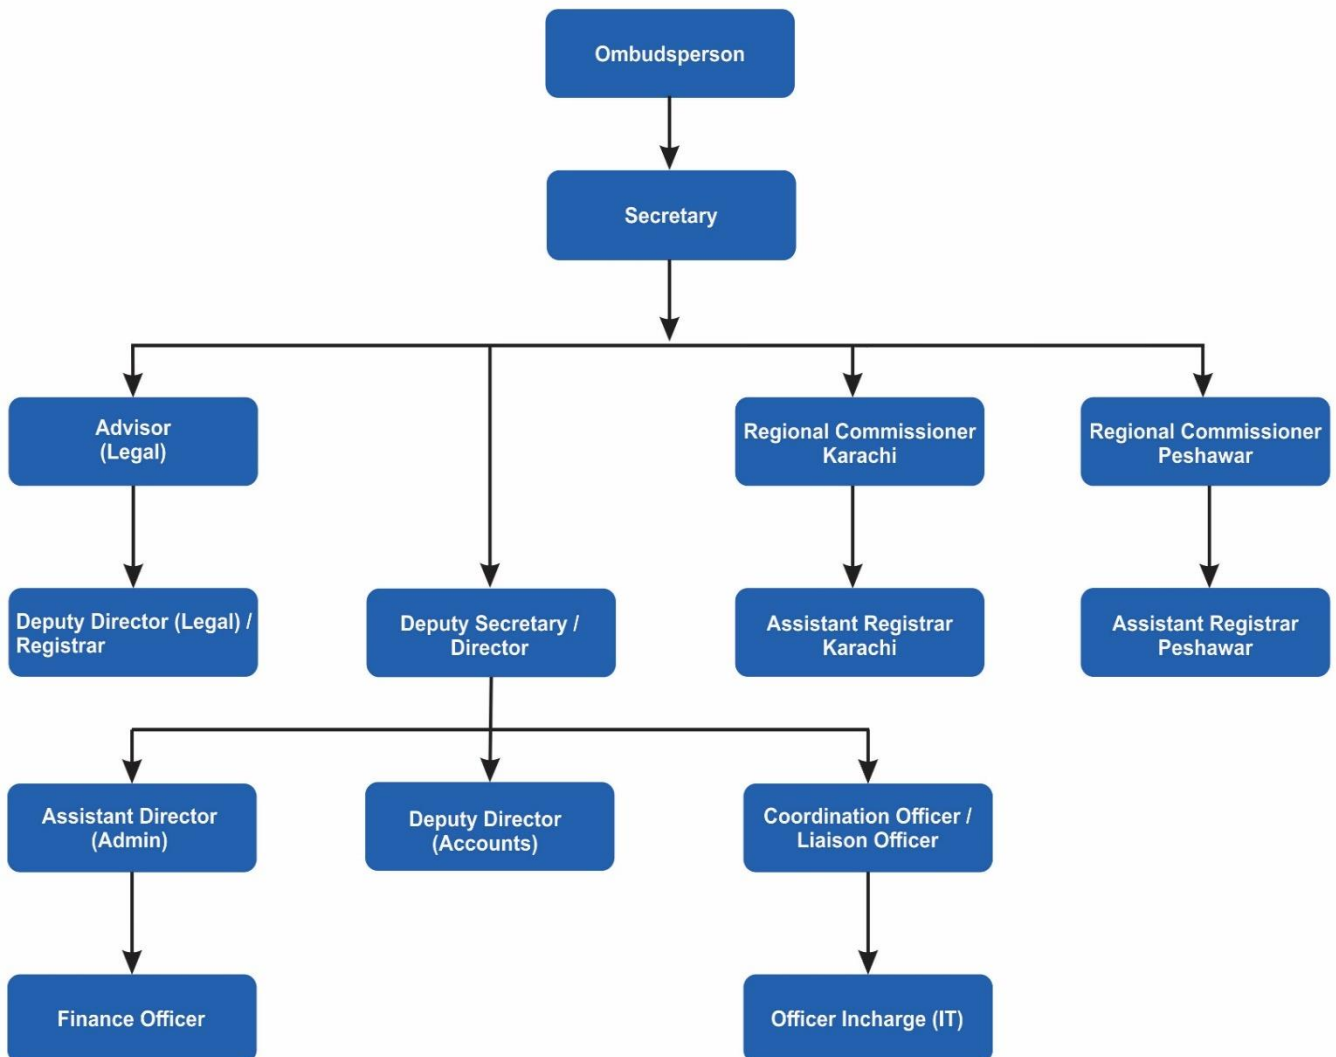 Ombudsperson
Secretary
Advisor
(Legal)
Regional Commissioner
Karachi
Regional Commissioner
Peshawar
Deputy Director (Legal) /
Registrar
Deputy Secretary /
Director
Assistant Registrar
Karachi
Assistant Registrar
Peshawar
Assistant Director
(Admin)
Deputy Director
(Accounts)
Coordination Officer /
Liaison Officer
Finance Officer
Officer Incharge (IT)